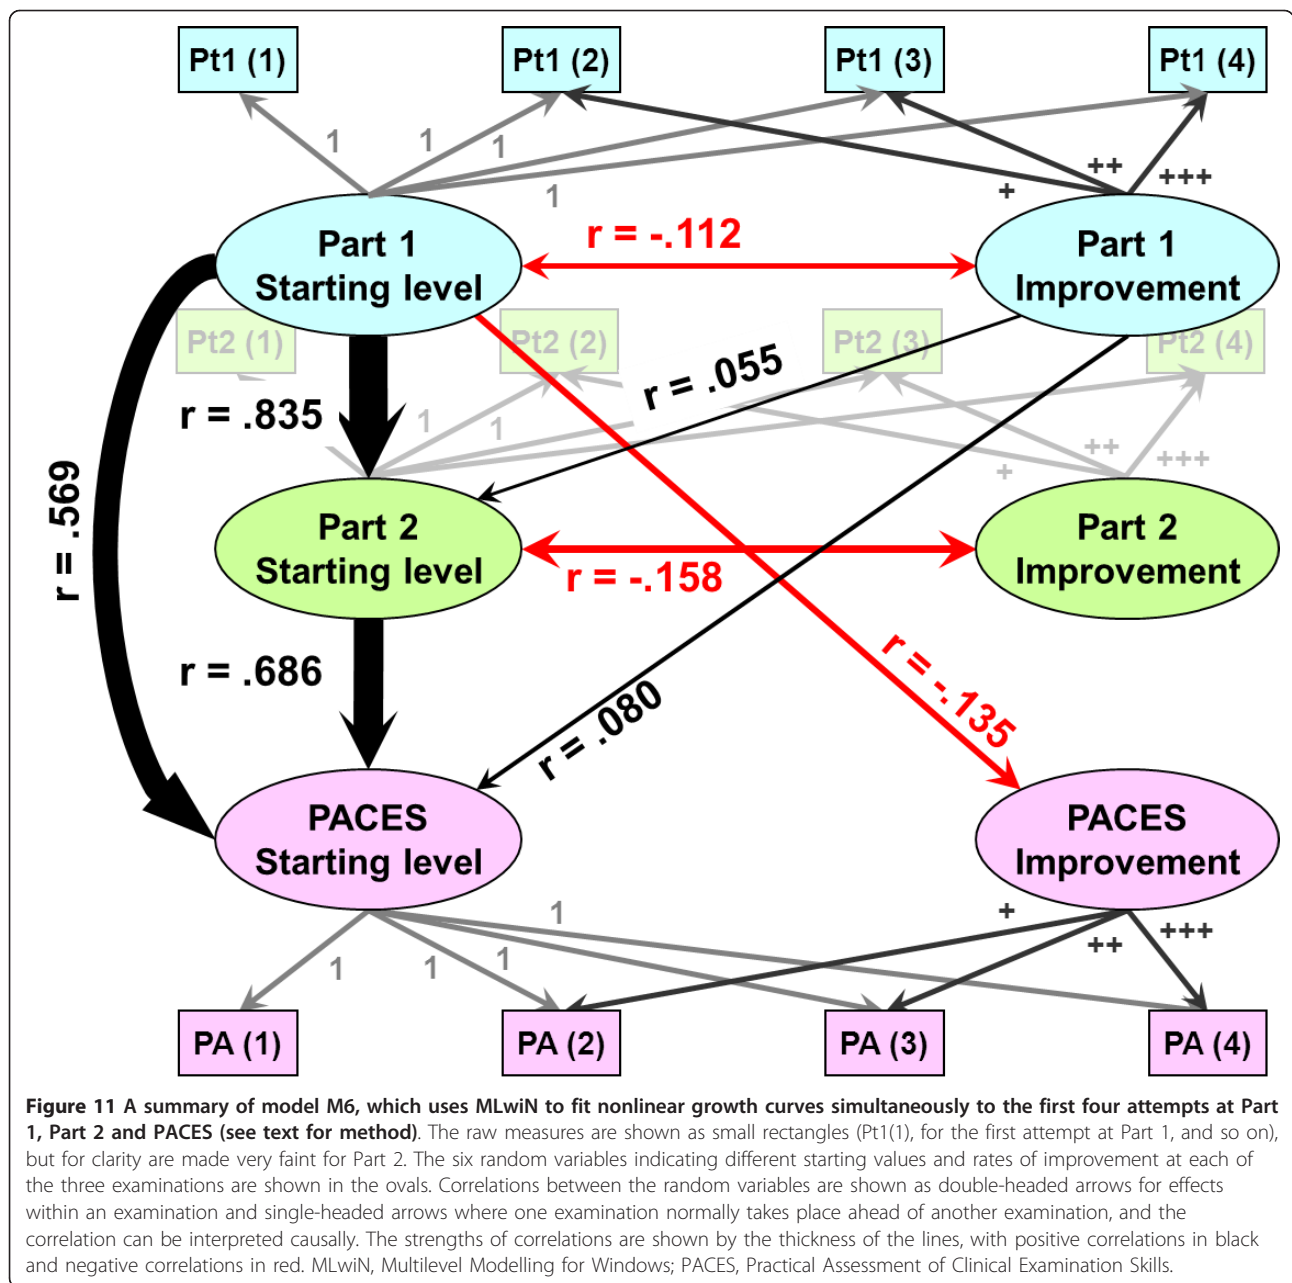 Pt1 (1) Pt1 (2) Pt1 (3) Pt1 (4)
1 1 1 1 + ++ +++
Part 1
Starting level
r = -.112
Part 1
Improvement
Pt2 (1) Pt2 (2) Pt2 (3) Pt2 (4)
r = .835
1 1
r = .055
+ ++ +++
r = .569
Part 2
Starting level
r = -.158
Part 2
Improvement
r = .686
r = .080
r = -.135
PACES
Starting level
PACES
Improvement
1 1 1 1 + ++ +++
PA (1) PA (2) PA (3) PA (4)
Figure 11 A summary of model M6, which uses MLwiN to fit nonlinear growth curves simultaneously to the first four attempts at Part
1, Part 2 and PACES (see text for method). The raw measures are shown as small rectangles (Pt1(1), for the first attempt at Part 1, and so on),
but for clarity are made very faint for Part 2. The six random variables indicating different starting values and rates of improvement at each of
the three examinations are shown in the ovals. Correlations between the random variables are shown as double-headed arrows for effects
within an examination and single-headed arrows where one examination normally takes place ahead of another examination, and the
correlation can be interpreted causally. The strengths of correlations are shown by the thickness of the lines, with positive correlations in black
and negative correlations in red. MLwiN, Multilevel Modelling for Windows; PACES, Practical Assessment of Clinical Examination Skills.